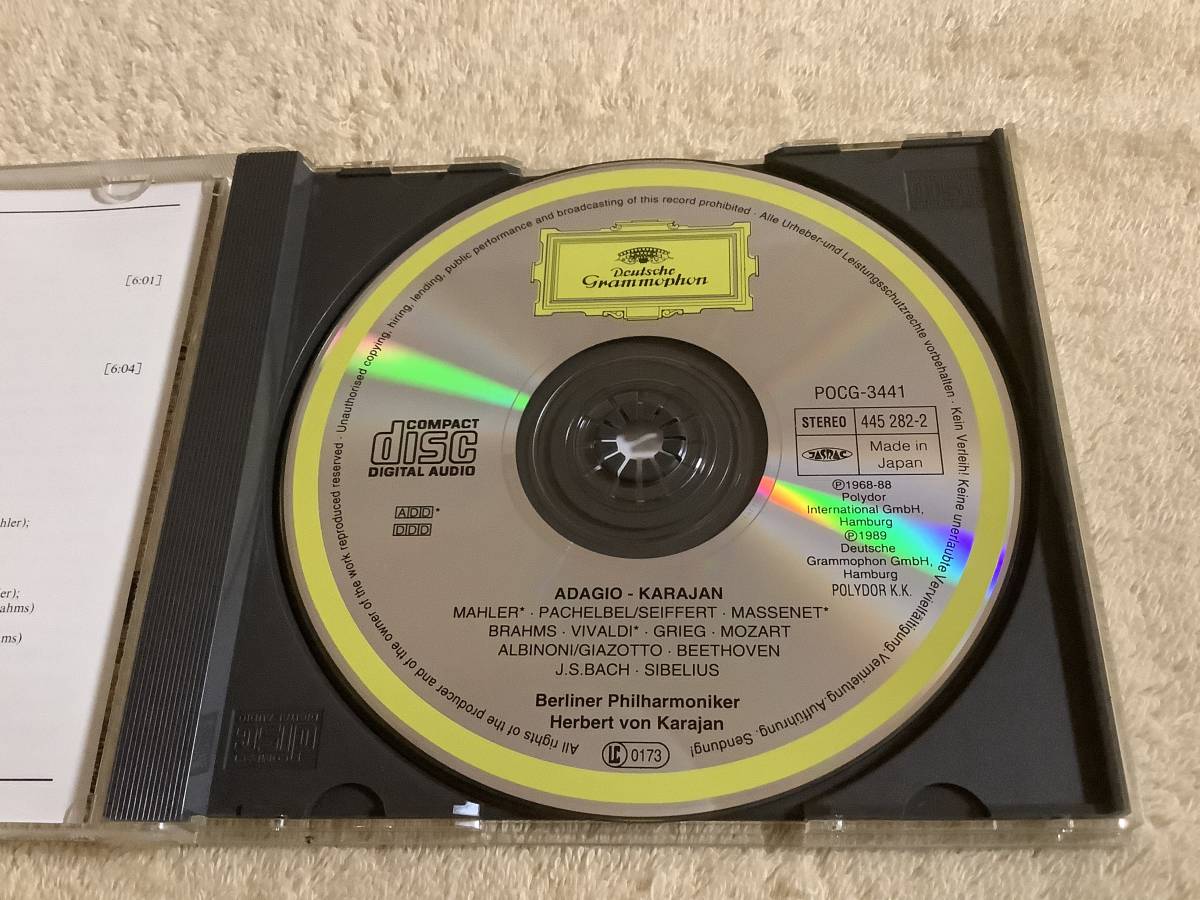 [6:01]
[6:04]
hler);
er);
rahms)
ms)
All rights of the producer and of the owner of the work reproduced reserved · Unauthorised copying, hiring, lending, public performance and broadcasting of this record prohibited · Alle Urheber- und Leistungsschutzrechte vorbehalten · Kein Verleih! Keine unerlaubte Vervielfältigung, Vermietung, Aufführung, Sendung!
Deutsche
Grammophon
COMPACT
disc
DIGITAL AUDIO
ADD*
DDD
POCG-3441
STEREO 445 282-2
JASRAC Made in
Japan
℗1968-88
Polydor
International GmbH,
Hamburg
℗1989
Deutsche
Grammophon GmbH,
Hamburg
POLYDOR K.K.
ADAGIO - KARAJAN
MAHLER* · PACHELBEL/SEIFFERT · MASSENET*
BRAHMS · VIVALDI* · GRIEG · MOZART
ALBINONI/GIAZOTTO · BEETHOVEN
J.S.BACH · SIBELIUS
Berliner Philharmoniker
Herbert von Karajan
LC 0173